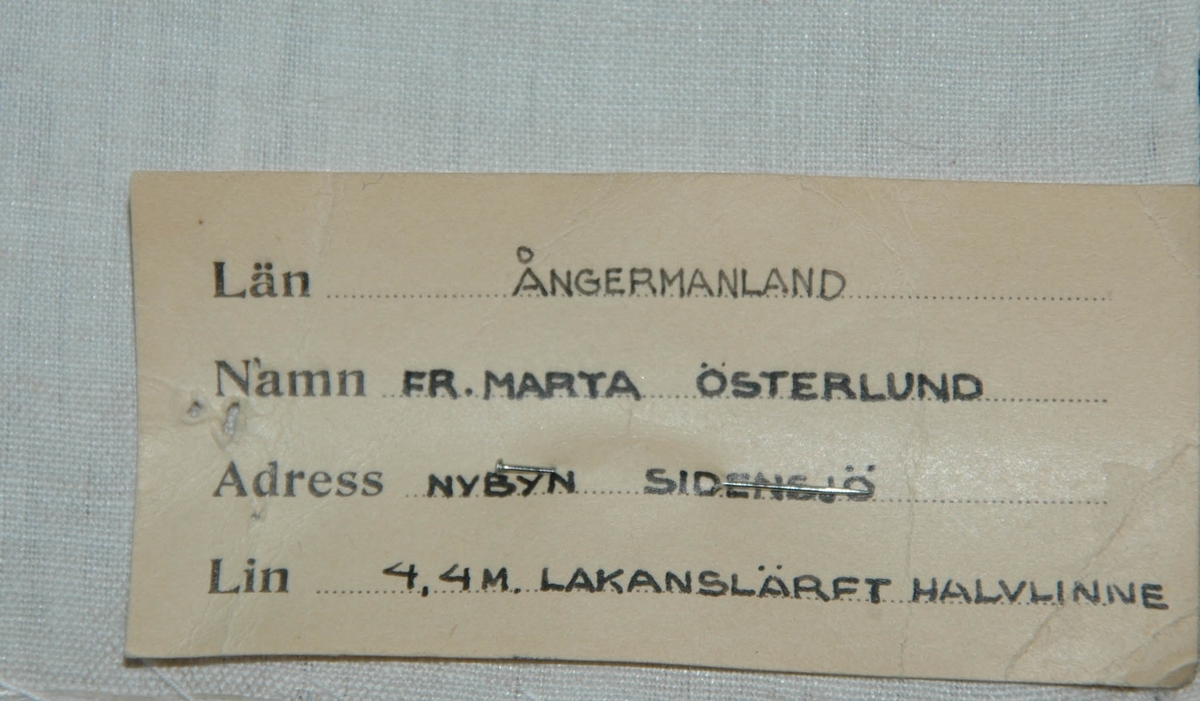 Län ÅNGERMANLAND
Namn FR. MARTA ÖSTERLUND
Adress NYBYN SIDENSJÖ
Lin 4,4 M. LAKANSLÄRFT HALVLINNE